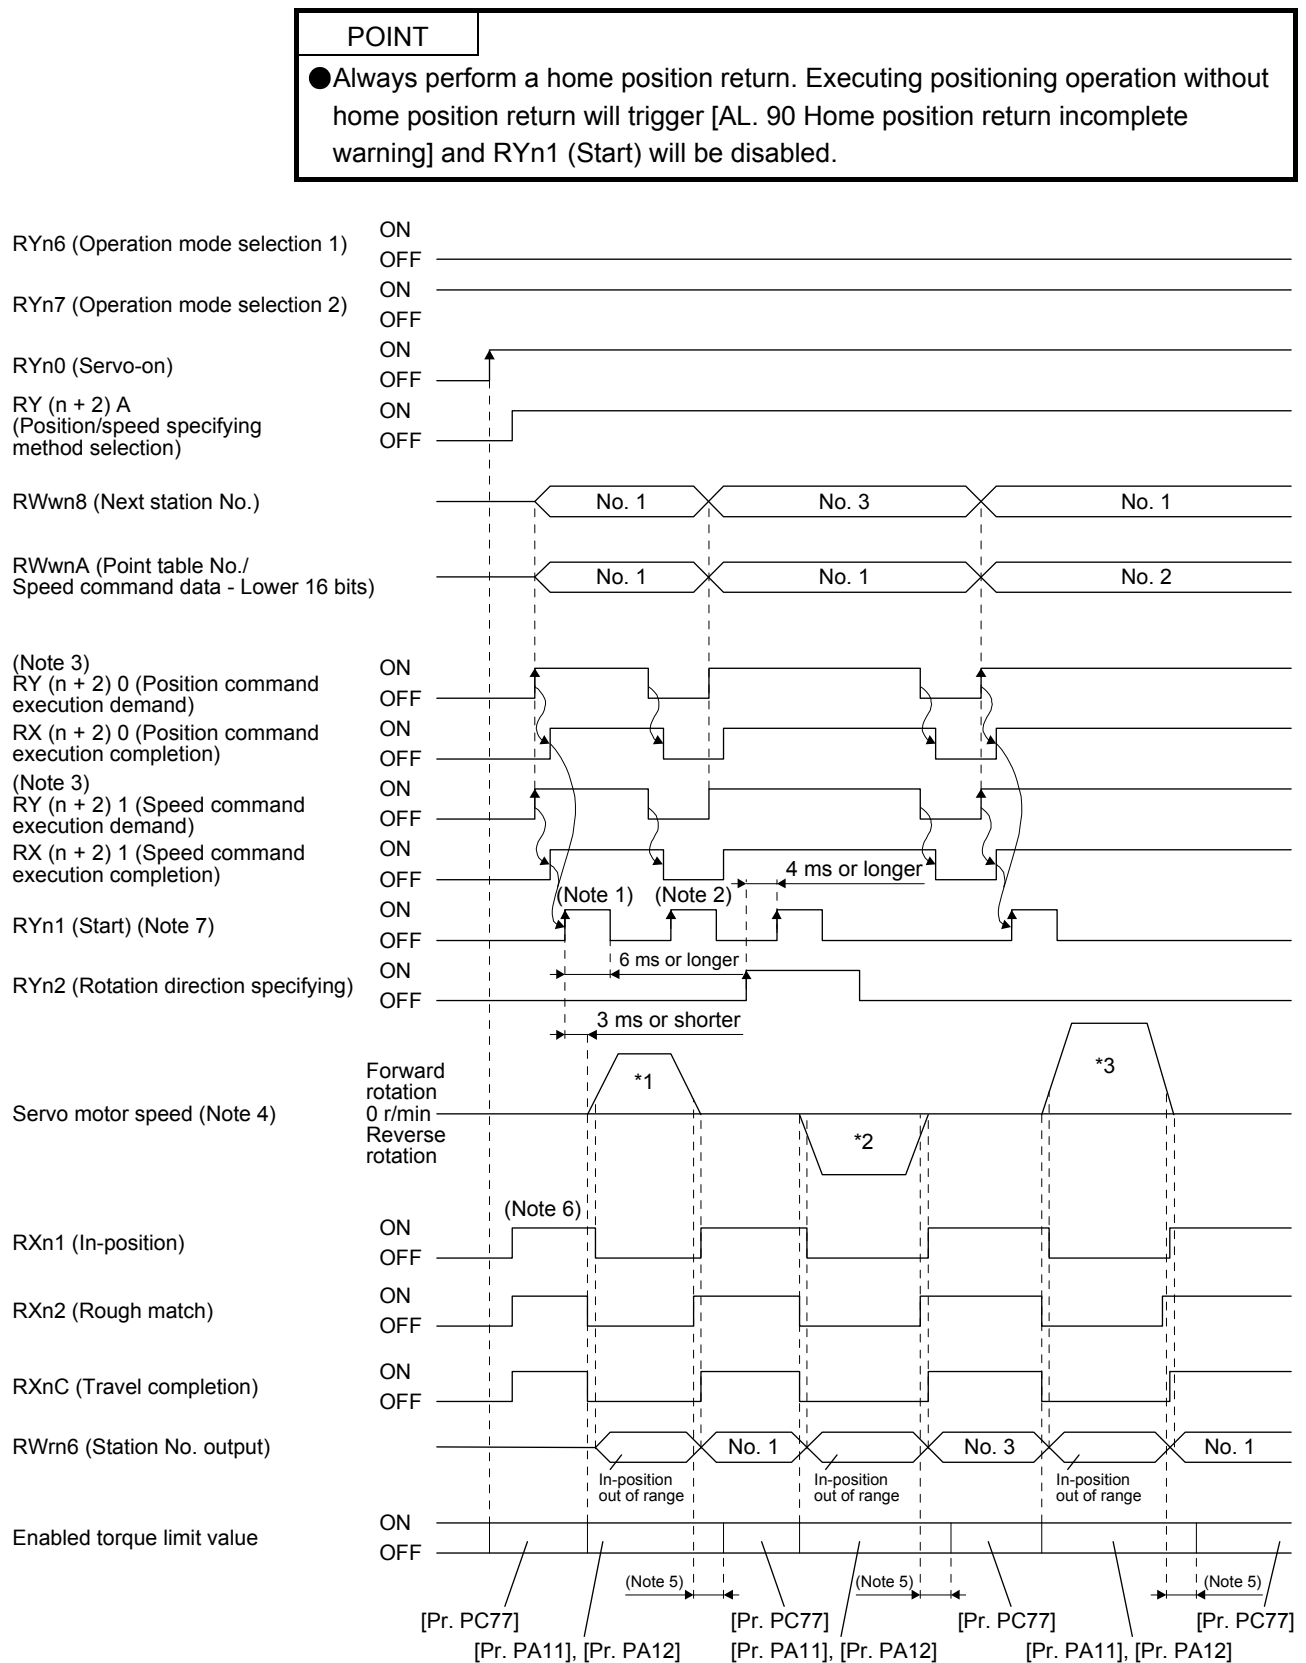 POINT
●Always perform a home position return. Executing positioning operation without
home position return will trigger [AL. 90 Home position return incomplete
warning] and RYn1 (Start) will be disabled.
RYn6 (Operation mode selection 1)
ON
OFF
RYn7 (Operation mode selection 2)
ON
OFF
RYn0 (Servo-on)
ON
OFF
RY (n + 2) A
(Position/speed specifying
method selection)
ON
OFF
RWwn8 (Next station No.)
No. 1
No. 3
No. 1
RWwnA (Point table No./
Speed command data - Lower 16 bits)
No. 1
No. 1
No. 2
(Note 3)
RY (n + 2) 0 (Position command
execution demand)
ON
OFF
RX (n + 2) 0 (Position command
execution completion)
ON
OFF
(Note 3)
RY (n + 2) 1 (Speed command
execution demand)
ON
OFF
RX (n + 2) 1 (Speed command
execution completion)
ON
OFF
4 ms or longer
(Note 1)
(Note 2)
RYn1 (Start) (Note 7)
ON
OFF
6 ms or longer
RYn2 (Rotation direction specifying)
ON
OFF
3 ms or shorter
Servo motor speed (Note 4)
Forward
rotation
0 r/min
Reverse
rotation
*1
*2
*3
(Note 6)
RXn1 (In-position)
ON
OFF
RXn2 (Rough match)
ON
OFF
RXnC (Travel completion)
ON
OFF
RWrn6 (Station No. output)
No. 1
No. 3
No. 1
In-position
out of range
In-position
out of range
In-position
out of range
Enabled torque limit value
ON
OFF
(Note 5)
(Note 5)
(Note 5)
[Pr. PC77]
[Pr. PC77]
[Pr. PC77]
[Pr. PC77]
[Pr. PA11], [Pr. PA12]
[Pr. PA11], [Pr. PA12]
[Pr. PA11], [Pr. PA12]